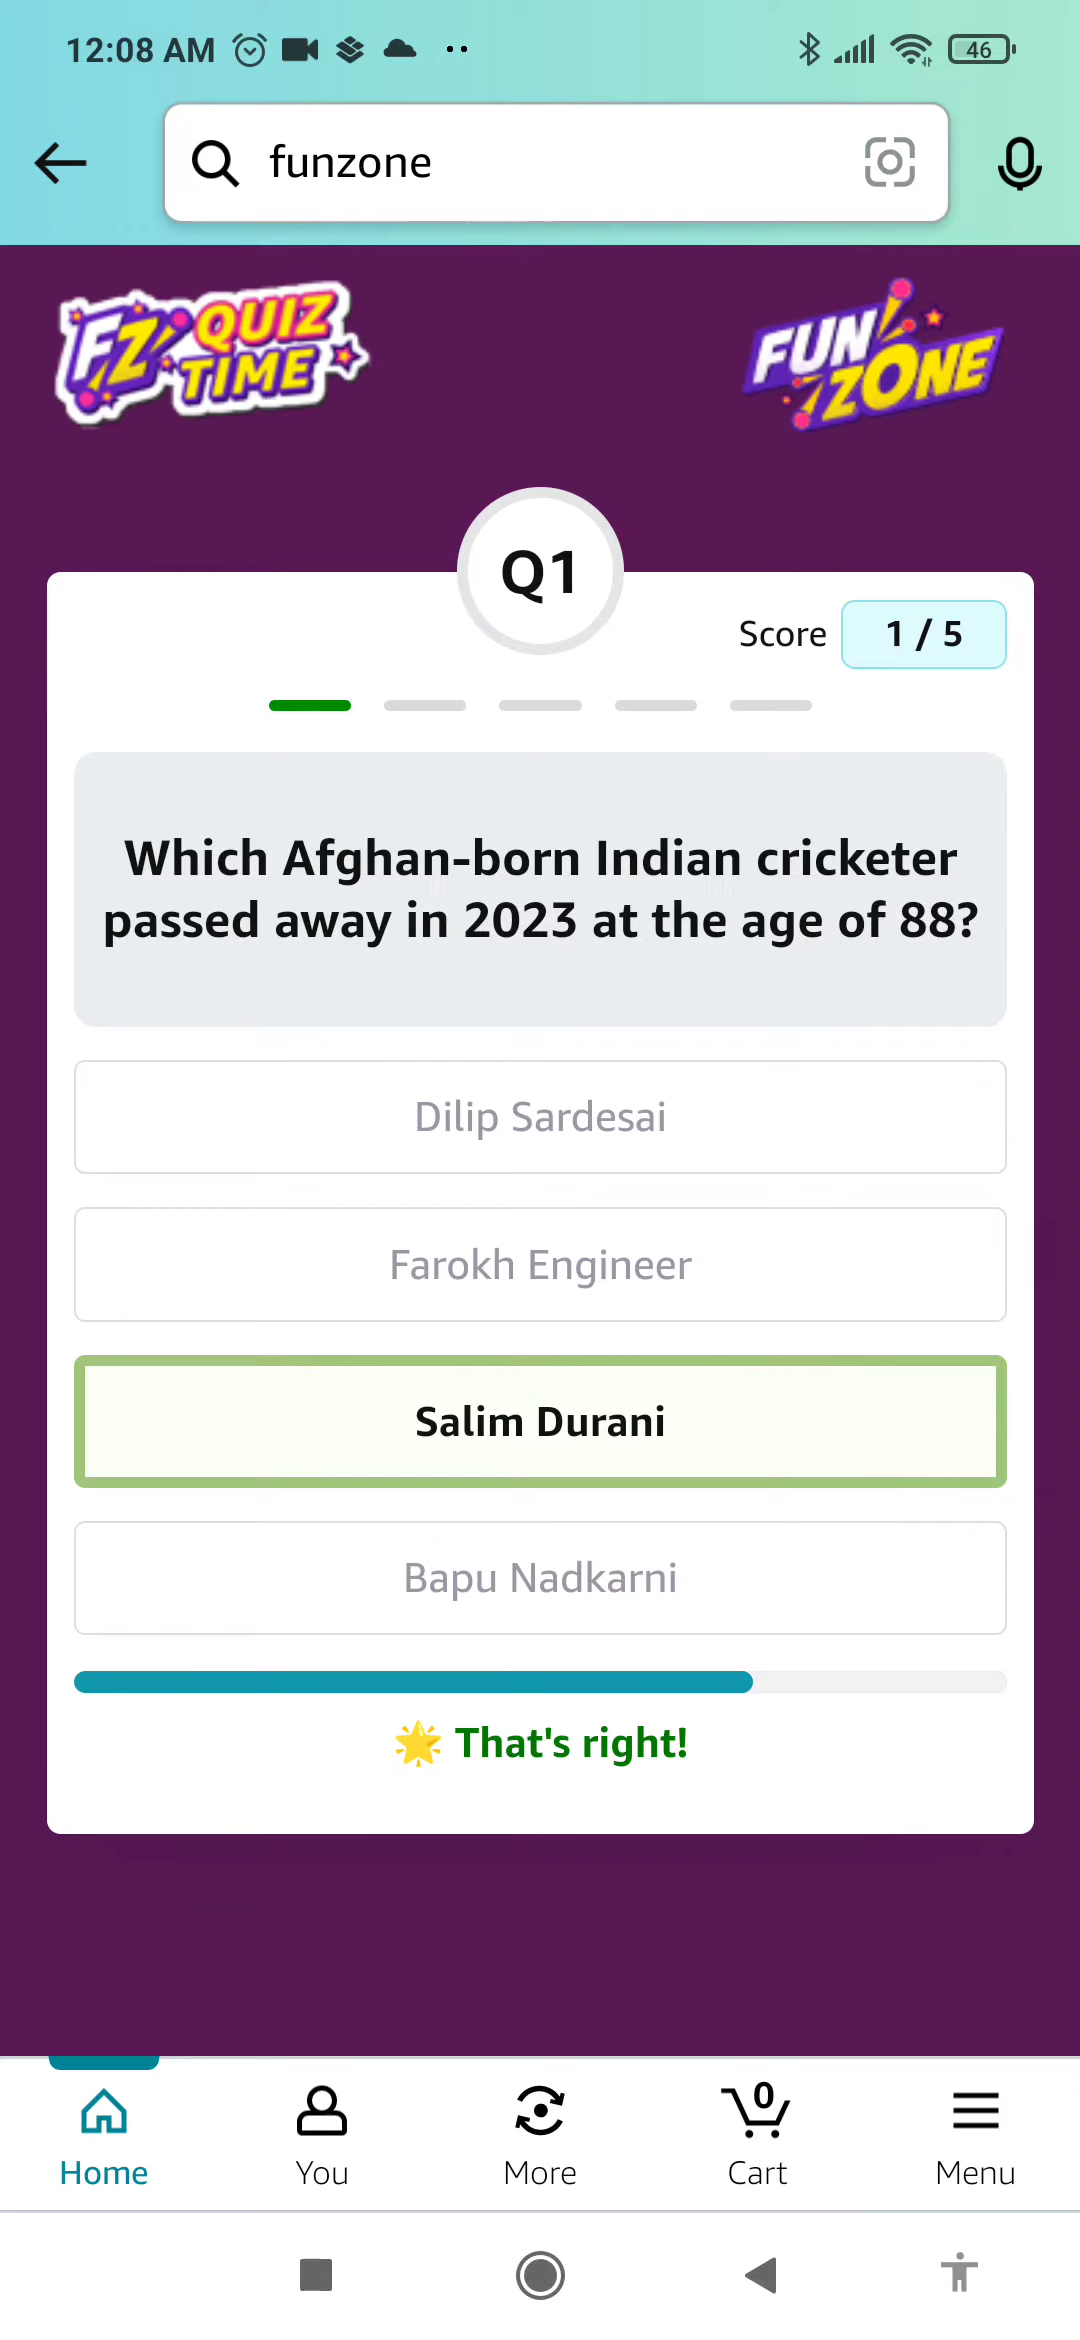 12:08 AM
46
funzone
FZ QUIZ TIME
FUN ZONE
Q1
Score 1 / 5
Which Afghan-born Indian cricketer
passed away in 2023 at the age of 88?
Dilip Sardesai
Farokh Engineer
Salim Durani
Bapu Nadkarni
🌟 That's right!
0
Home You More Cart Menu